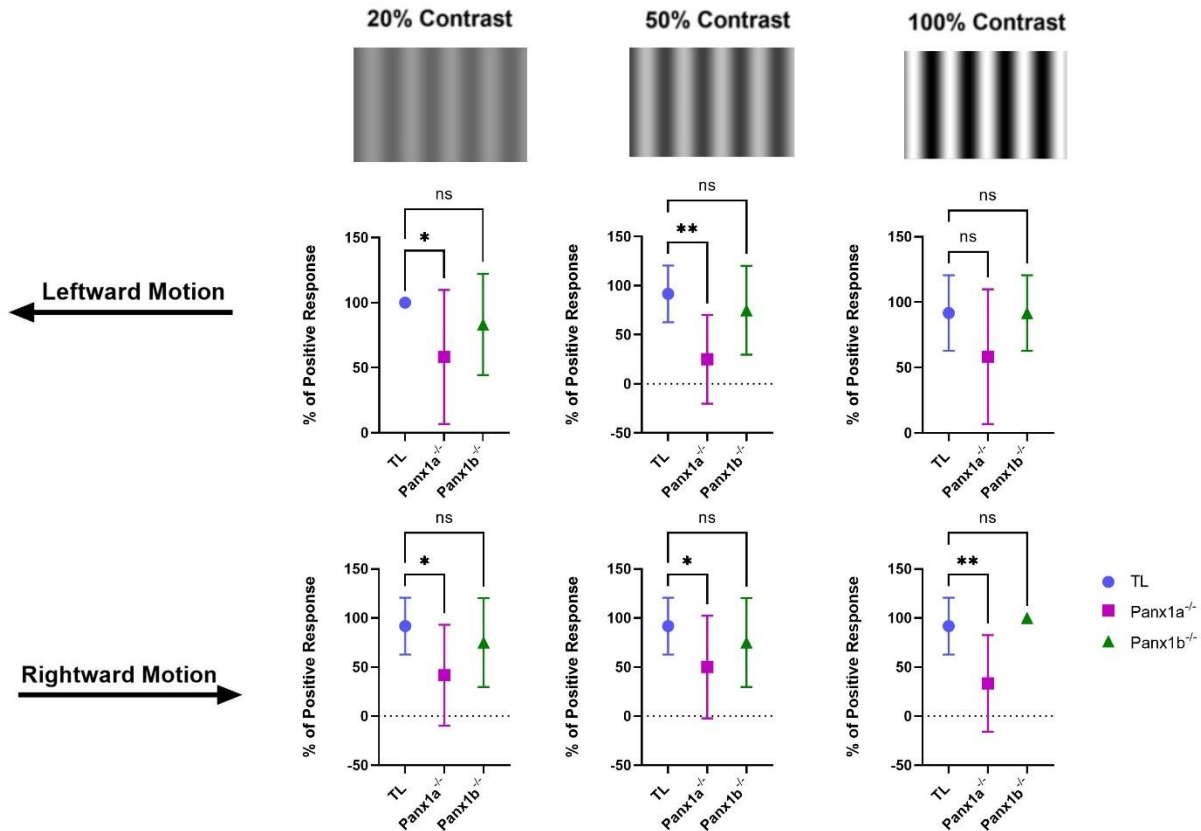 20% Contrast
50% Contrast
100% Contrast
Leftward Motion
% of Positive Response
150
100
50
0
ns
*
TL
Panx1a-/-
Panx1b-/-
% of Positive Response
150
100
50
0
-50
ns
**
TL
Panx1a-/-
Panx1b-/-
% of Positive Response
150
100
50
0
ns
ns
TL
Panx1a-/-
Panx1b-/-
Rightward Motion
% of Positive Response
150
100
50
0
-50
ns
*
TL
Panx1a-/-
Panx1b-/-
% of Positive Response
150
100
50
0
-50
ns
*
TL
Panx1a-/-
Panx1b-/-
% of Positive Response
150
100
50
0
-50
ns
**
TL
Panx1a-/-
Panx1b-/-
TL
Panx1a-/-
Panx1b-/-